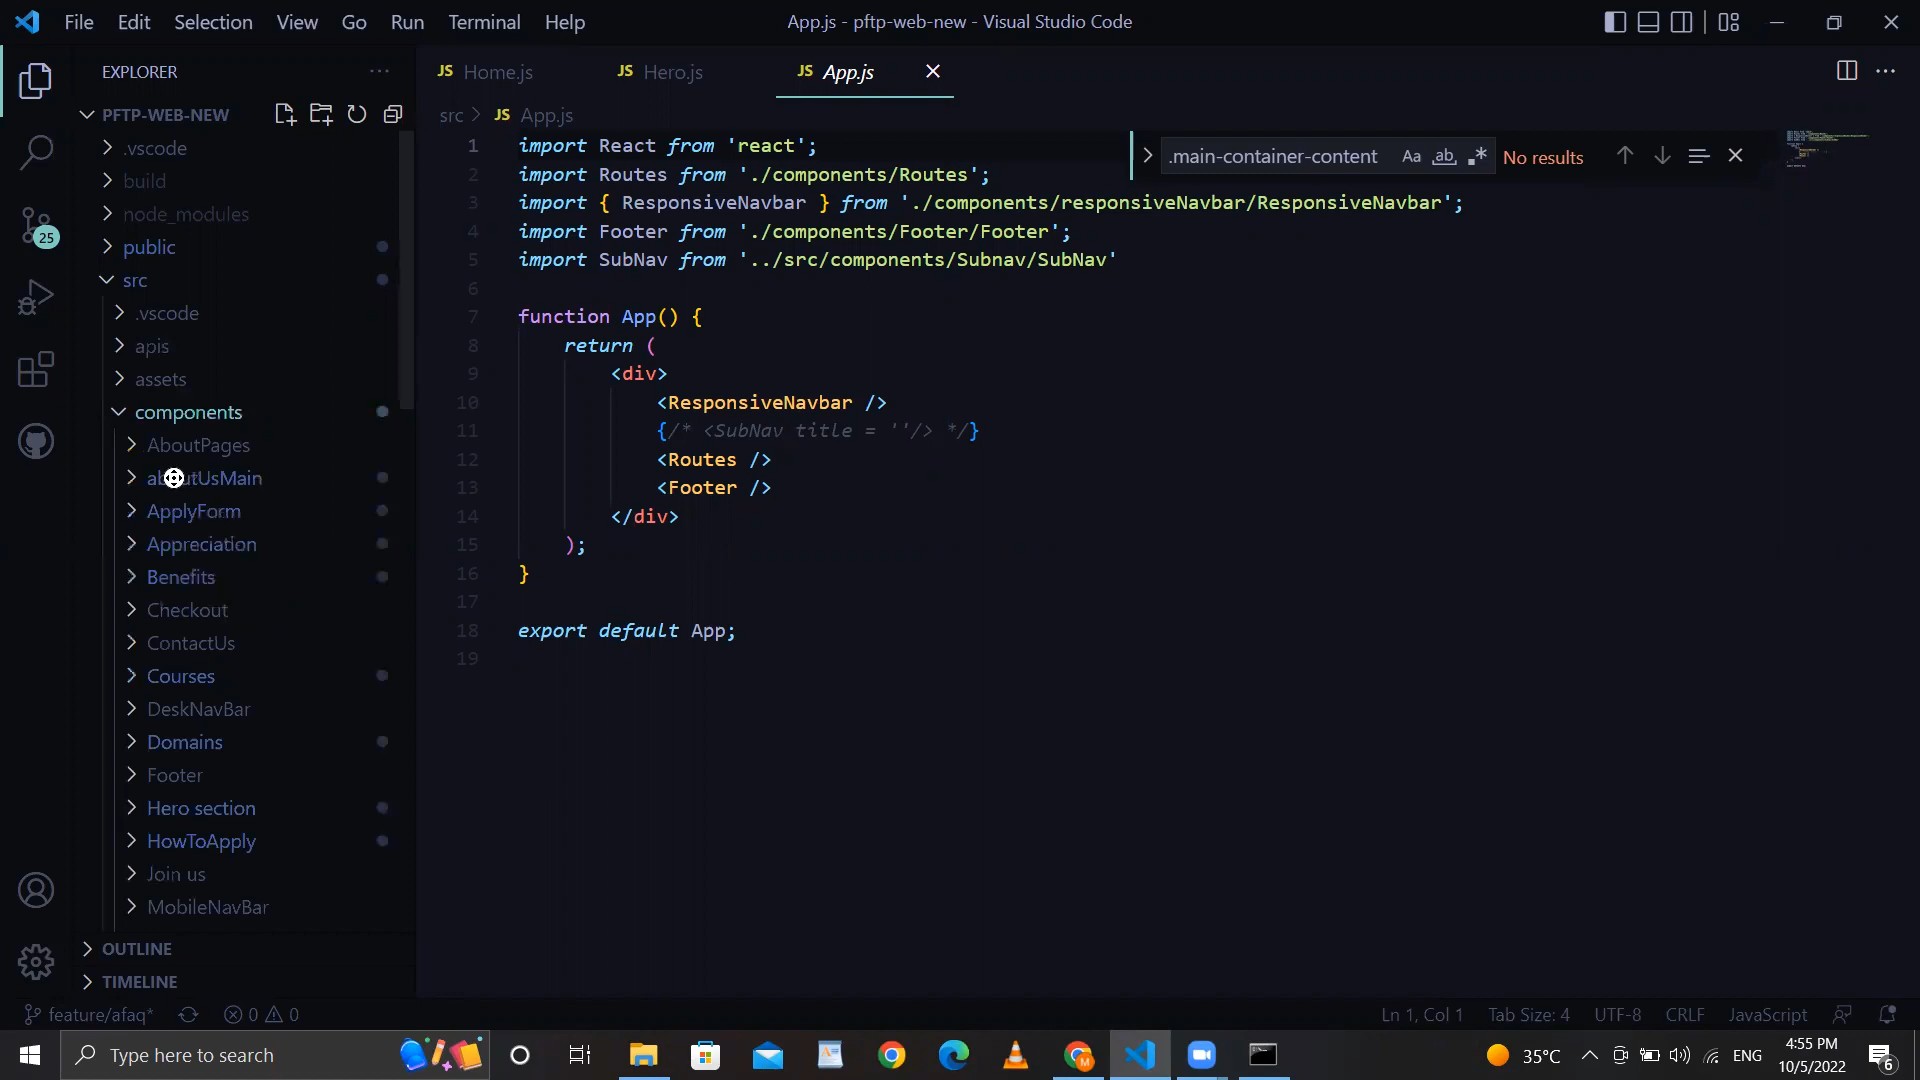 File Edit Selection View Go Run Terminal Help
App.js - pftp-web-new - Visual Studio Code
EXPLORER
JS Home.js
JS Hero.js
JS App.js
PFTP-WEB-NEW
src > JS App.js
.vscode
build
node_modules
public
src
.vscode
apis
assets
components
AboutPages
aboutUsMain
ApplyForm
Appreciation
Benefits
Checkout
ContactUs
Courses
DeskNavBar
Domains
Footer
Hero section
HowToApply
Join us
MobileNavBar
OUTLINE
TIMELINE
25
1 import React from 'react';
2 import Routes from './components/Routes';
3 import { ResponsiveNavbar } from './components/responsiveNavbar/ResponsiveNavbar';
4 import Footer from './components/Footer/Footer';
5 import SubNav from '../src/components/Subnav/SubNav'
6
7 function App() {
8 return (
9 <div>
10 <ResponsiveNavbar />
11 {/* <SubNav title = ''/> */}
12 <Routes />
13 <Footer />
14 </div>
15 );
16 }
17
18 export default App;
19
.main-container-content Aa ab .* No results
feature/afaq* 0 0
Ln 1, Col 1 Tab Size: 4 UTF-8 CRLF JavaScript
Type here to search
35°C ENG
4:55 PM
10/5/2022
6